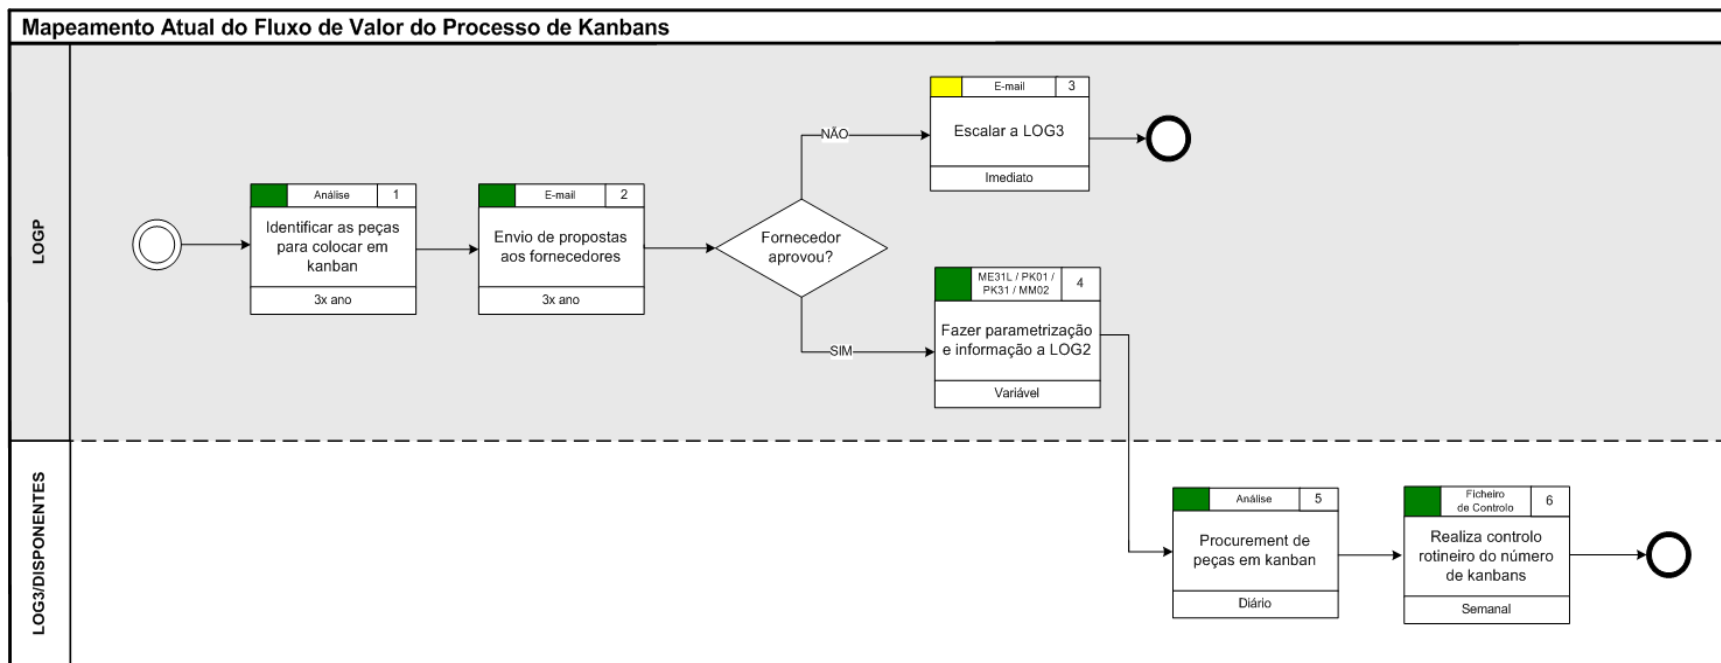 Mapeamento Atual do Fluxo de Valor do Processo de Kanbans
LOGP
Análise
1
Identificar as peças
para colocar em
kanban
3x ano
E-mail
2
Envio de propostas
aos fornecedores
3x ano
Fornecedor
aprovou?
NÃO
E-mail
3
Escalar a LOG3
Imediato
SIM
ME31L / PK01 /
PK31 / MM02
4
Fazer parametrização
e informação a LOG2
Variável
LOG3/DISPONENTES
Análise
5
Procurement de
peças em kanban
Diário
Ficheiro
de Controlo
6
Realiza controlo
rotineiro do número
de kanbans
Semanal